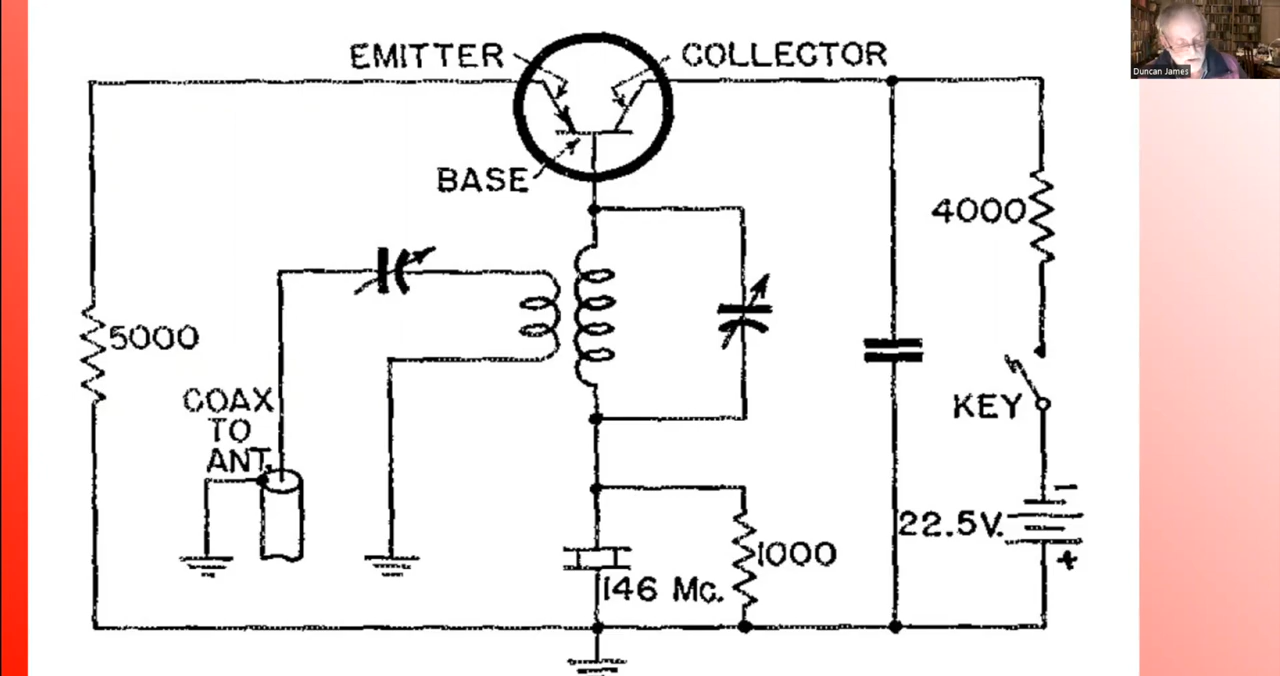 EMITTER
COLLECTOR
BASE
4000
5000
COAX
TO
ANT.
KEY
22.5V.
-
+
1000
146 Mc.
Duncan James